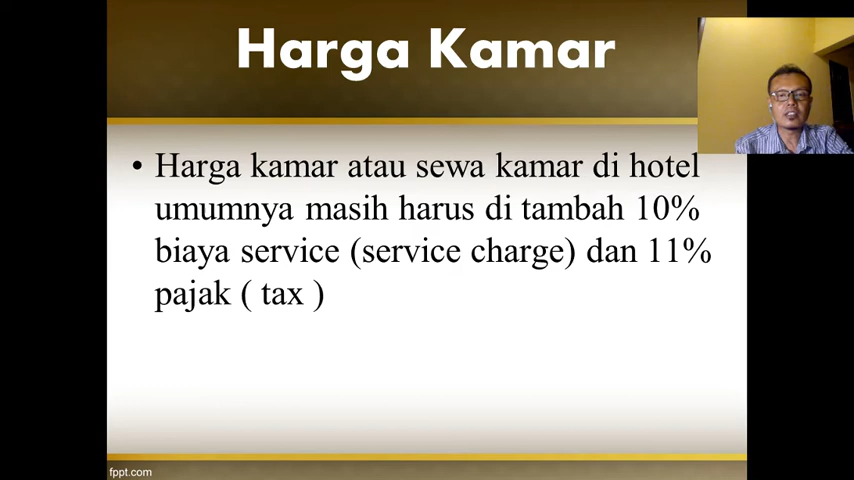 Harga Kamar
• Harga kamar atau sewa kamar di hotel
umumnya masih harus di tambah 10%
biaya service (service charge) dan 11%
pajak ( tax )
fppt.com